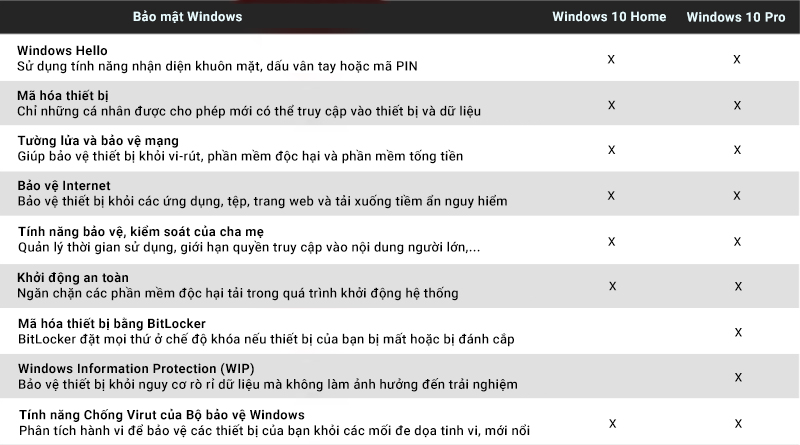 Bảo mật Windows Windows 10 Home Windows 10 Pro
Windows Hello
Sử dụng tính năng nhận diện khuôn mặt, dấu vân tay hoặc mã PIN X X
Mã hóa thiết bị
Chỉ những cá nhân được cho phép mới có thể truy cập vào thiết bị và dữ liệu X X
Tường lửa và bảo vệ mạng
Giúp bảo vệ thiết bị khỏi vi-rút, phần mềm độc hại và phần mềm tống tiền X X
Bảo vệ Internet
Bảo vệ thiết bị khỏi các ứng dụng, tệp, trang web và tải xuống tiềm ẩn nguy hiểm X X
Tính năng bảo vệ, kiểm soát của cha mẹ
Quản lý thời gian sử dụng, giới hạn quyền truy cập vào nội dung người lớn,... X X
Khởi động an toàn
Ngăn chặn các phần mềm độc hại tải trong quá trình khởi động hệ thống X X
Mã hóa thiết bị bằng BitLocker
BitLocker đặt mọi thứ ở chế độ khóa nếu thiết bị của bạn bị mất hoặc bị đánh cắp X
Windows Information Protection (WIP)
Bảo vệ thiết bị khỏi nguy cơ rò rỉ dữ liệu mà không làm ảnh hưởng đến trải nghiệm X
Tính năng Chống Virut của Bộ bảo vệ Windows
Phân tích hành vi để bảo vệ các thiết bị của bạn khỏi các mối đe dọa tinh vi, mới nổi X X